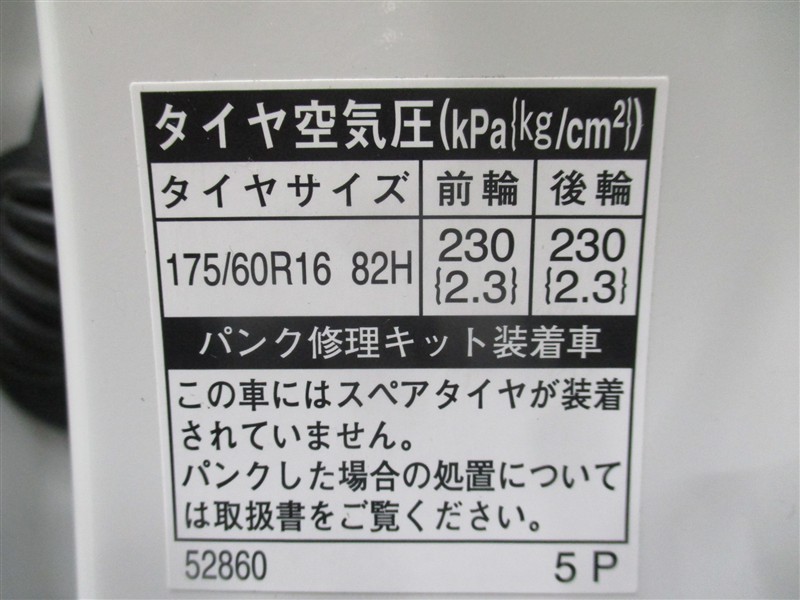 タイヤ空気圧(kPa{kg/cm²})
タイヤサイズ 前輪 後輪
175/60R16 82H 230 {2.3} 230 {2.3}
パンク修理キット装着車
この車にはスペアタイヤが装着
されていません。
パンクした場合の処置について
は取扱書をご覧ください。
52860 5P